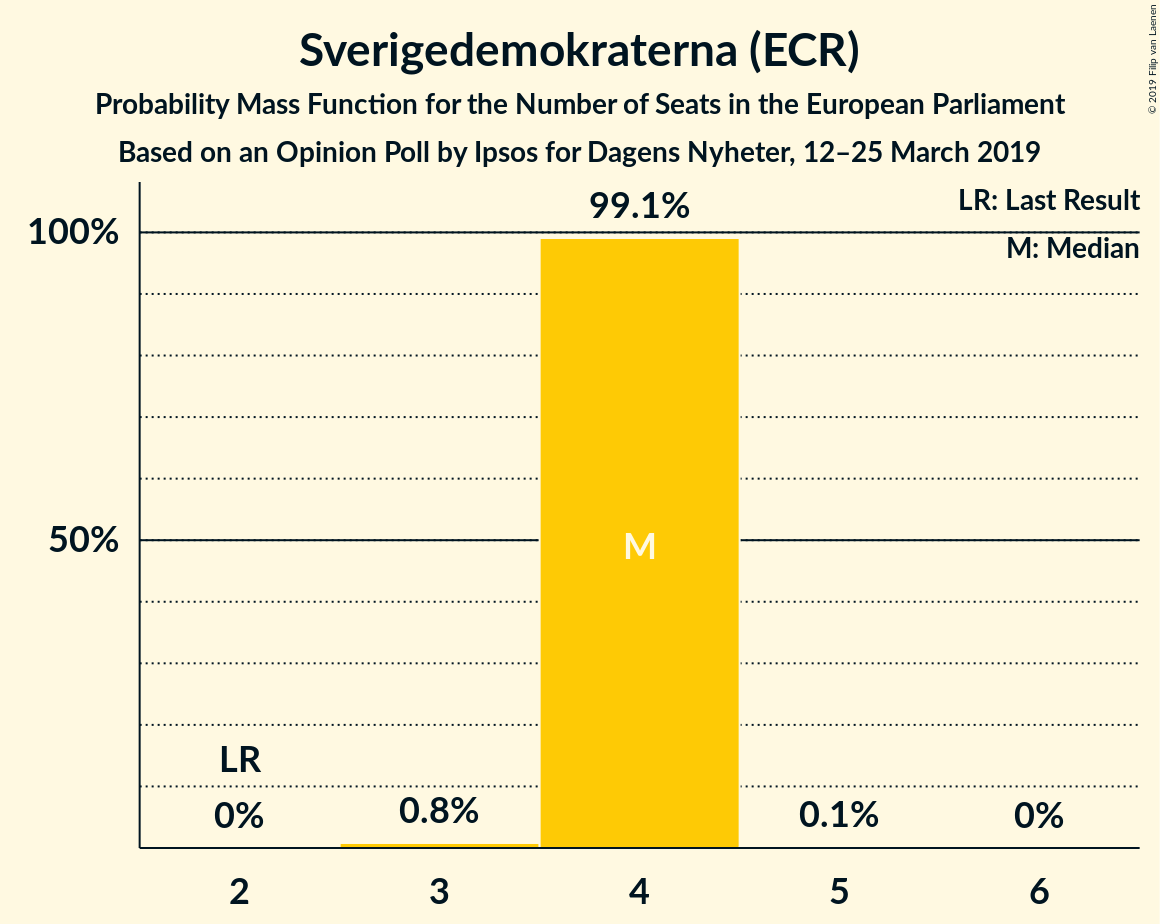 Sverigedemokraterna (ECR)
Probability Mass Function for the Number of Seats in the European Parliament
Based on an Opinion Poll by Ipsos for Dagens Nyheter, 12–25 March 2019
© 2019 Filip van Laenen
99.1%
LR: Last Result
100%
M: Median
50%
M
LR
0%
0.8%
0.1%
0%
2
3
4
5
6